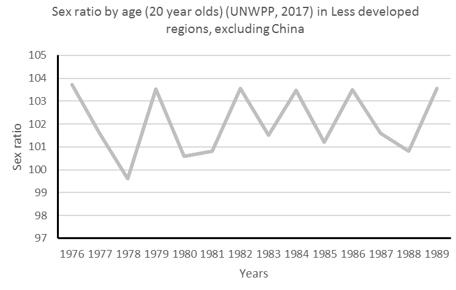 Sex ratio by age (20 year olds) (UNWPP, 2017) in Less developed
regions, excluding China
105
104
103
102
101
100
99
98
97
Sex ratio
1976 1977 1978 1979 1980 1981 1982 1983 1984 1985 1986 1987 1988 1989
Years